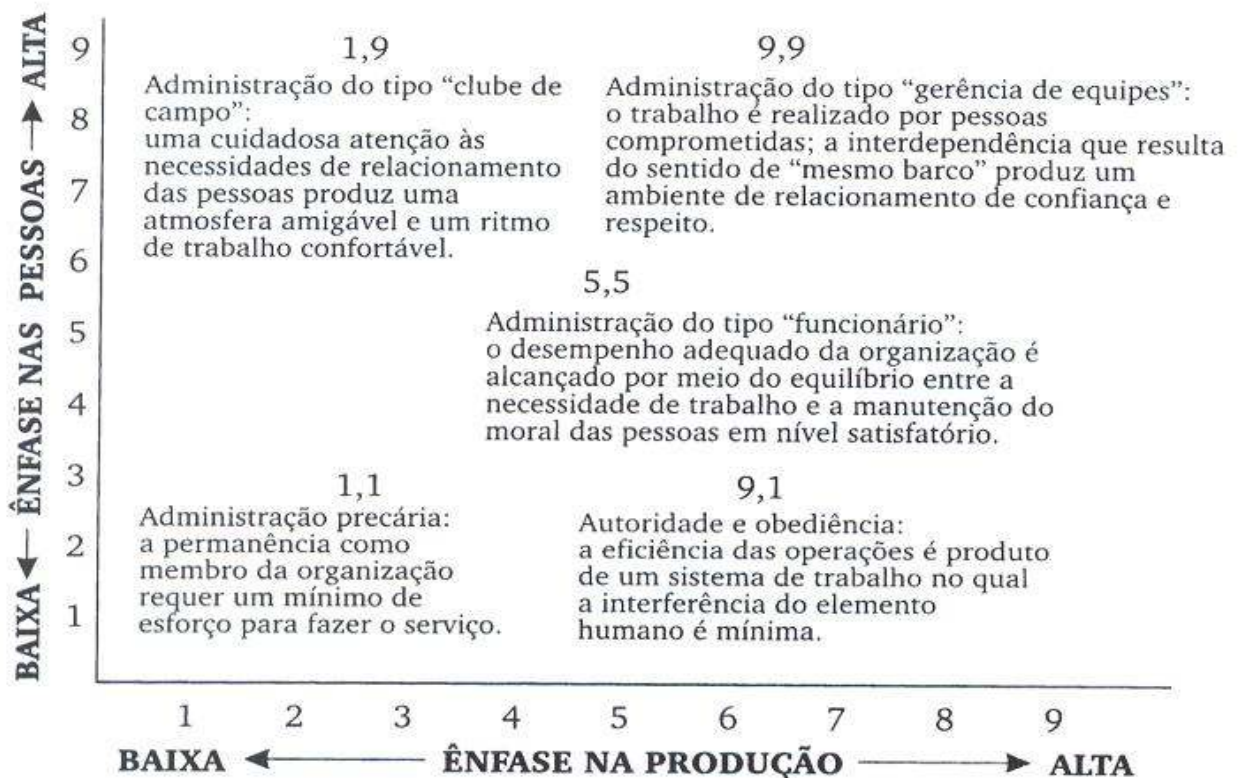 BAIXA ← ÊNFASE NAS PESSOAS → ALTA
9
8
7
6
5
4
3
2
1
1,9
Administração do tipo “clube de
campo”:
uma cuidadosa atenção às
necessidades de relacionamento
das pessoas produz uma
atmosfera amigável e um ritmo
de trabalho confortável.
9,9
Administração do tipo “gerência de equipes”:
o trabalho é realizado por pessoas
comprometidas; a interdependência que resulta
do sentido de “mesmo barco” produz um
ambiente de relacionamento de confiança e
respeito.
5,5
Administração do tipo “funcionário”:
o desempenho adequado da organização é
alcançado por meio do equilíbrio entre a
necessidade de trabalho e a manutenção do
moral das pessoas em nível satisfatório.
1,1
Administração precária:
a permanência como
membro da organização
requer um mínimo de
esforço para fazer o serviço.
9,1
Autoridade e obediência:
a eficiência das operações é produto
de um sistema de trabalho no qual
a interferência do elemento
humano é mínima.
1 2 3 4 5 6 7 8 9
BAIXA ← ÊNFASE NA PRODUÇÃO → ALTA